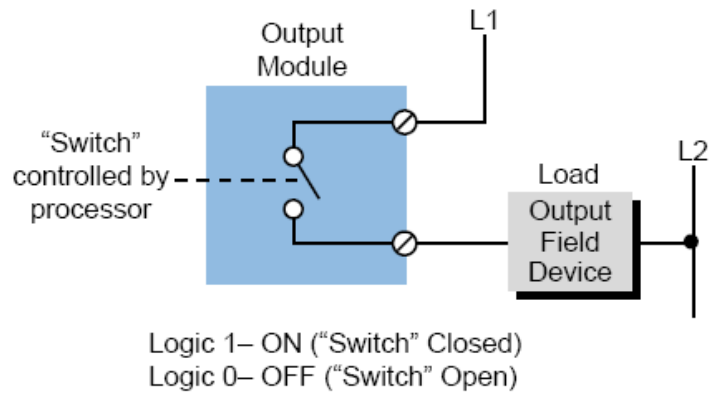 Output
Module
L1
“Switch”
controlled by
processor
L2
Load
Output
Field
Device
Logic 1– ON (“Switch” Closed)
Logic 0– OFF (“Switch” Open)